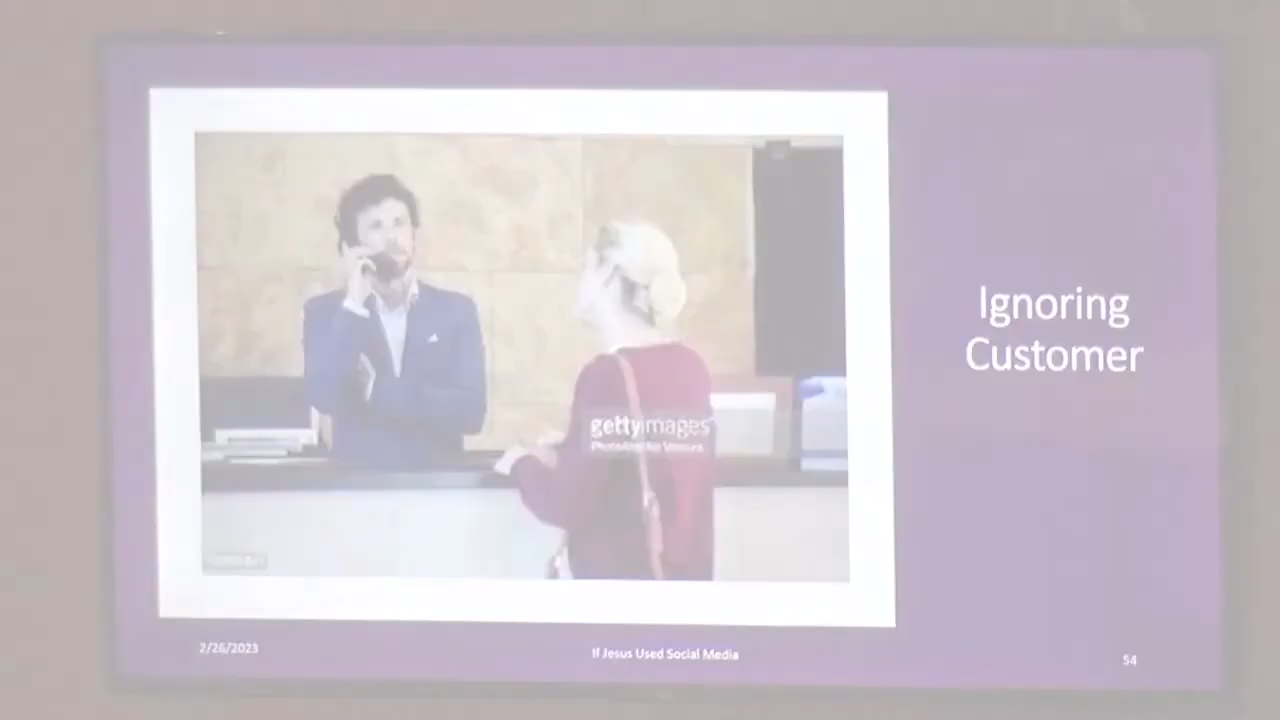 Ignoring
Customer
gettyimages
2/26/2023
If Jesus Used Social Media
54